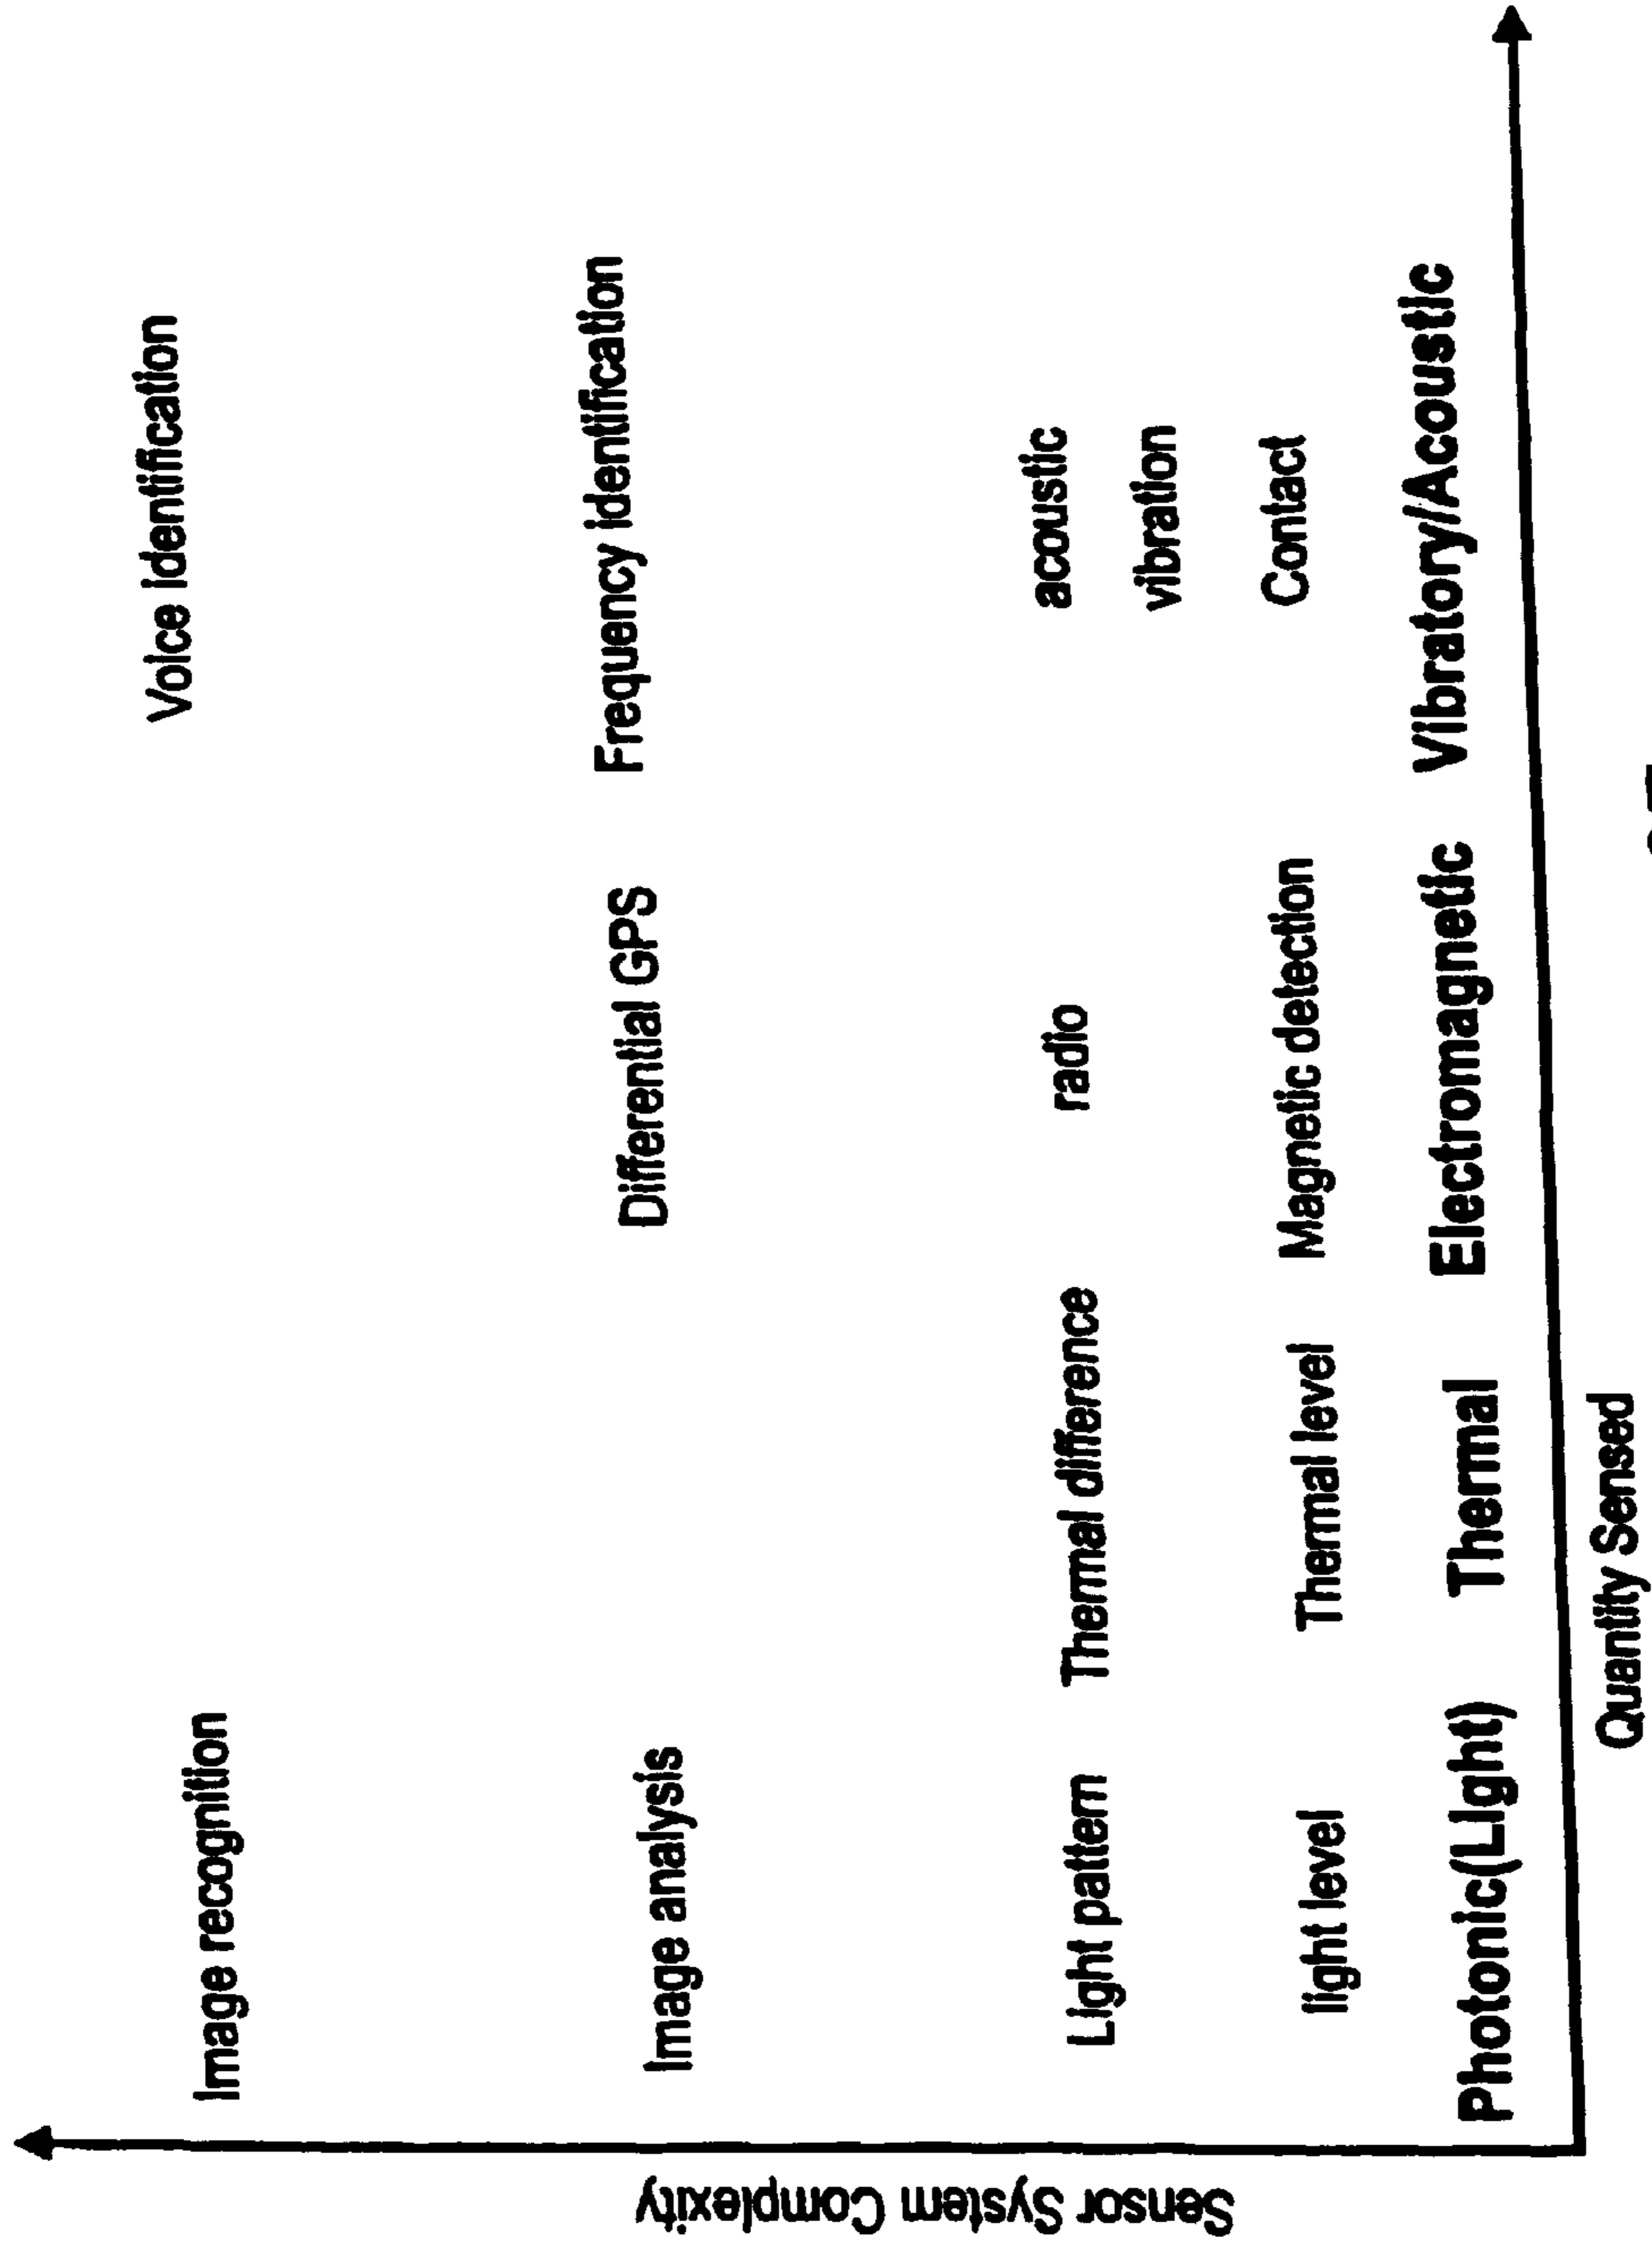 Sensor System Complexity
Image recognition Voice identification
Image analysis Differential GPS Frequency identification
Light pattern Thermal difference radio acoustic
vibration
light level Thermal level Magnetic detection Contact
Photonic(Light) Thermal Electromagnetic Vibratory/Acoustic
Quantity Sensed